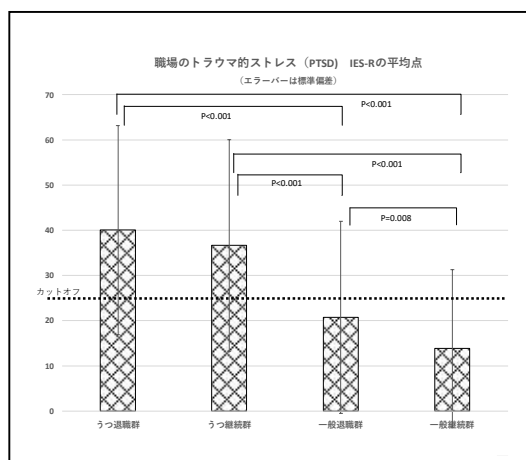 職場のトラウマ的ストレス（PTSD） IES-Rの平均点
（エラーバーは標準偏差）
70
P<0.001
P<0.001
60
P<0.001
50
P<0.001
P=0.008
40
30
カットオフ
20
10
0
うつ退職群 うつ継続群 一般退職群 一般継続群